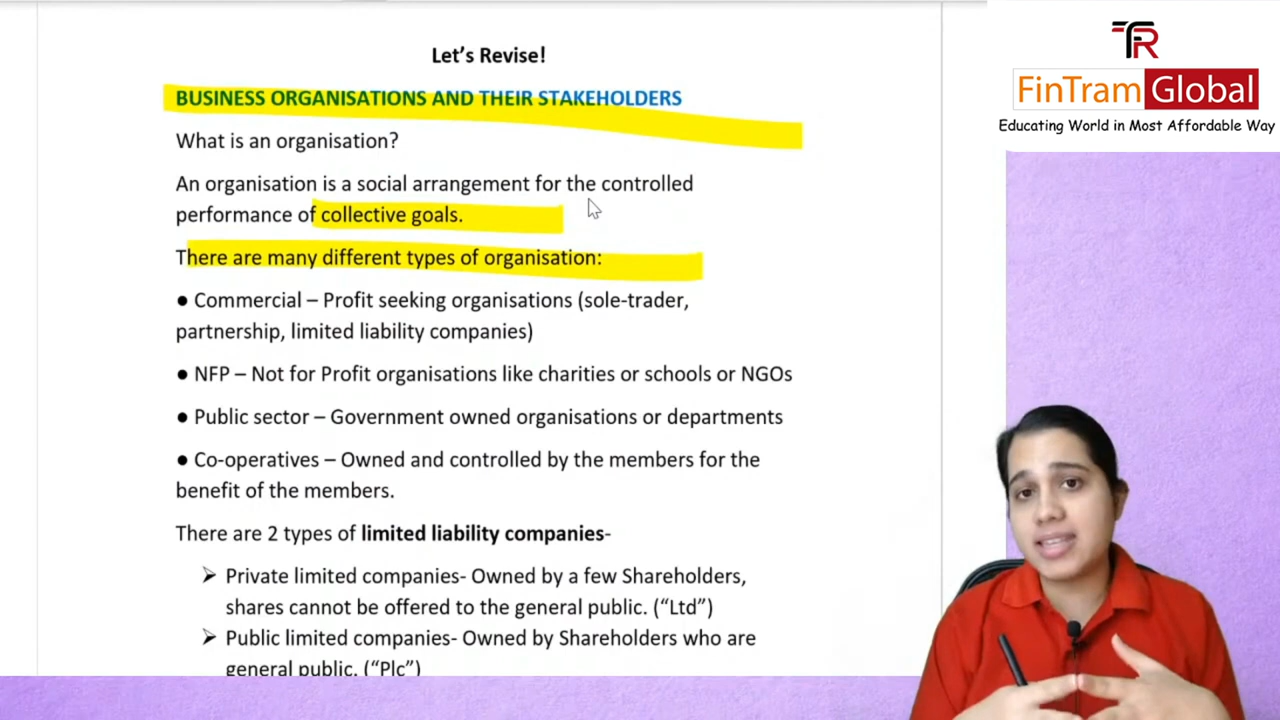 Let's Revise!
BUSINESS ORGANISATIONS AND THEIR STAKEHOLDERS
What is an organisation?
An organisation is a social arrangement for the controlled
performance of collective goals.
There are many different types of organisation:
● Commercial – Profit seeking organisations (sole-trader,
partnership, limited liability companies)
● NFP – Not for Profit organisations like charities or schools or NGOs
● Public sector – Government owned organisations or departments
● Co-operatives – Owned and controlled by the members for the
benefit of the members.
There are 2 types of limited liability companies-
➢ Private limited companies- Owned by a few Shareholders,
shares cannot be offered to the general public. (“Ltd”)
➢ Public limited companies- Owned by Shareholders who are
general public. (“Plc”)
FinTram Global
Educating World in Most Affordable Way